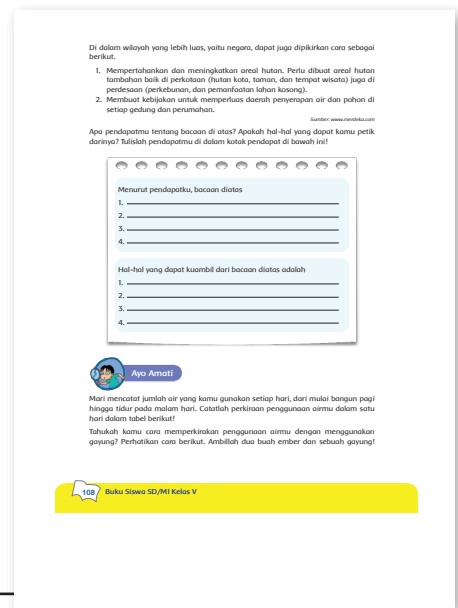 Di dalam wilayah yang lebih luas, yaitu negara, dapat juga dipikirkan cara sebagai
berikut.
1. Mempertahankan dan meningkatkan areal hutan. Perlu dibuat areal hutan
tambahan baik di perkotaan (hutan kota, taman, dan tempat wisata) juga di
perdesaan (perkebunan, dan pemanfaatan lahan kosong).
2. Membuat kebijakan untuk memperluas daerah penyerapan air dan pohon di
setiap gedung dan perumahan.
Sumber: www.merdeka.com
Apa pendapatmu tentang bacaan di atas? Apakah hal-hal yang dapat kamu petik
darinya? Tulislah pendapatmu di dalam kotak pendapat di bawah ini!
Menurut pendapatku, bacaan diatas
1.
2.
3.
4.
Hal-hal yang dapat kuambil dari bacaan diatas adalah
1.
2.
3.
4.
Ayo Amati
Mari mencatat jumlah air yang kamu gunakan setiap hari, dari mulai bangun pagi
hingga tidur pada malam hari. Catatlah perkiraan penggunaan airmu dalam satu
hari dalam tabel berikut!
Tahukah kamu cara memperkirakan penggunaan airmu dengan menggunakan
gayung? Perhatikan cara berikut. Ambillah dua buah ember dan sebuah gayung!
108 Buku Siswa SD/MI Kelas V